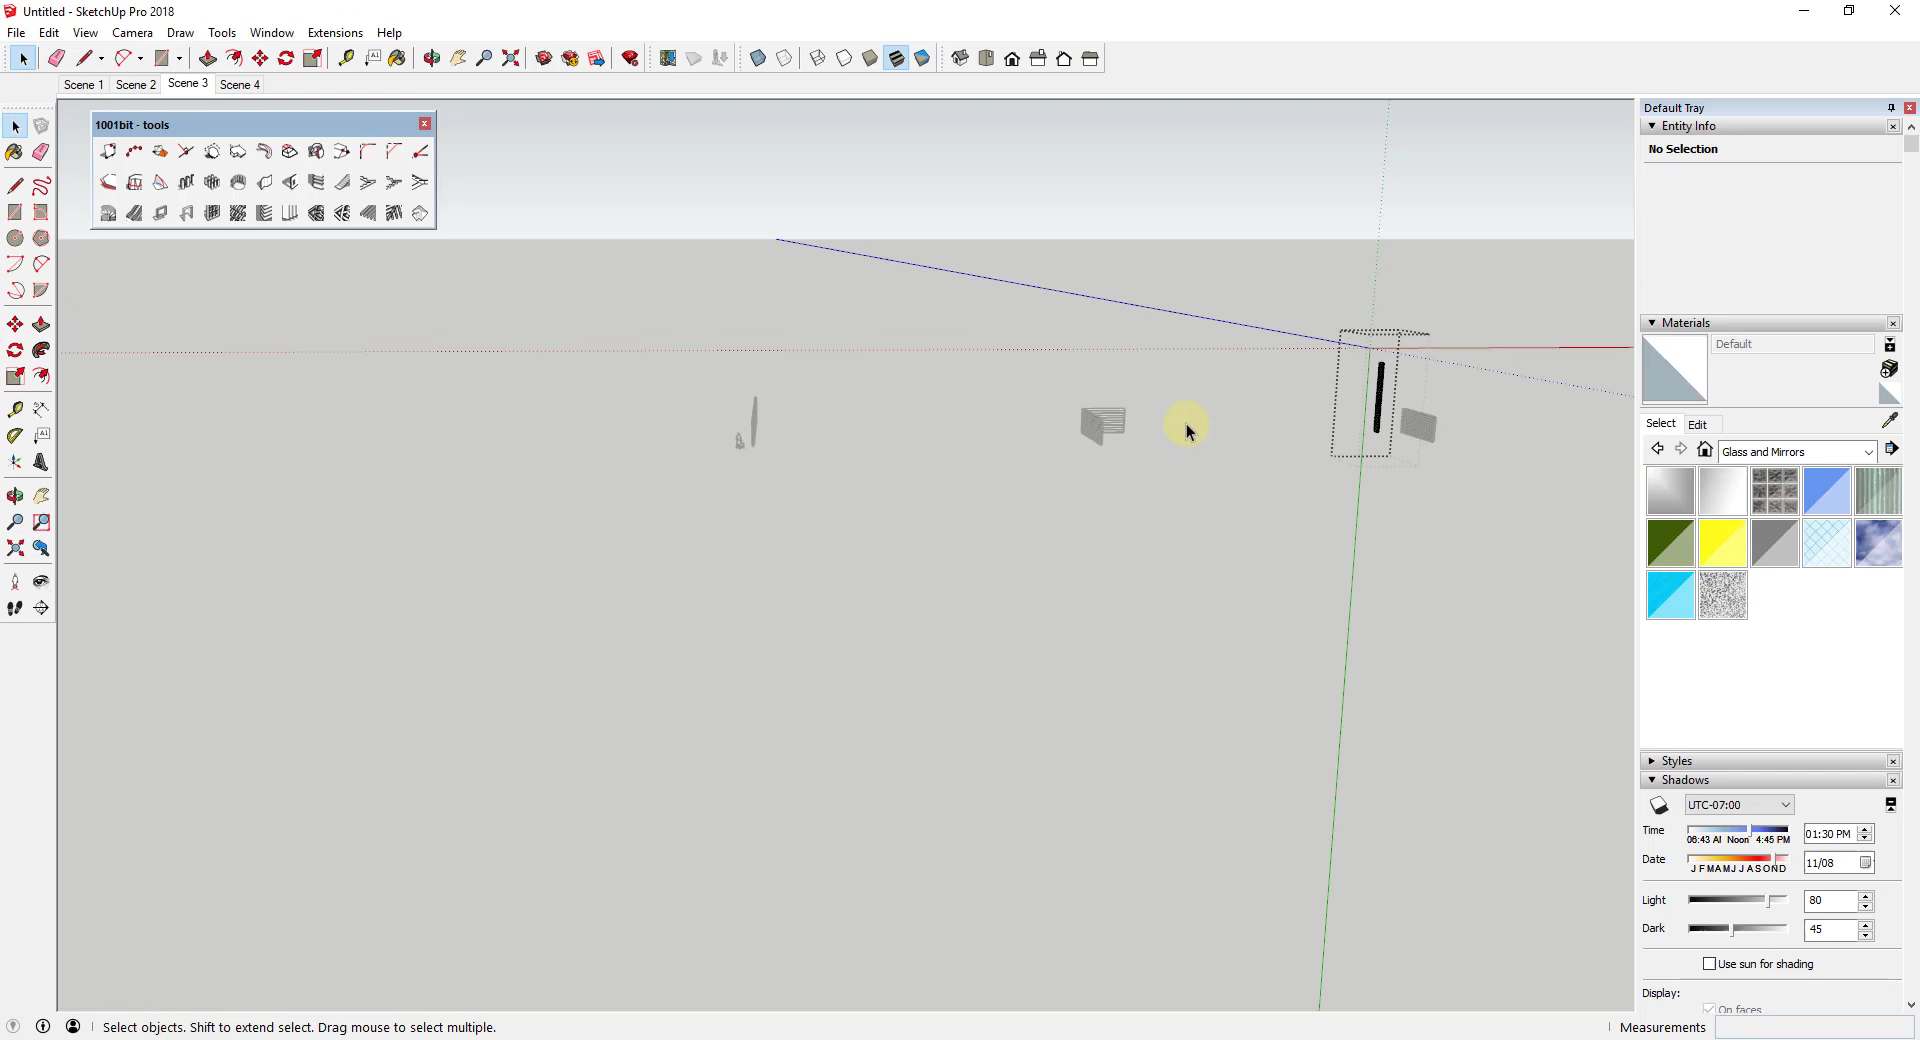 Untitled - SketchUp Pro 2018
File Edit View Camera Draw Tools Window Extensions Help
Scene 1 Scene 2 Scene 3 Scene 4
1001bit - tools
Default Tray
Entity Info
No Selection
Materials
Default
Select Edit
Glass and Mirrors
Styles
Shadows
UTC-07:00
Time
01:30 PM
06:43 AI Noon 4:45 PM
Date
11/08
J F M A M J J A S O N D
Light
80
Dark
45
Use sun for shading
Display:
On faces
Select objects. Shift to extend select. Drag mouse to select multiple.
Measurements